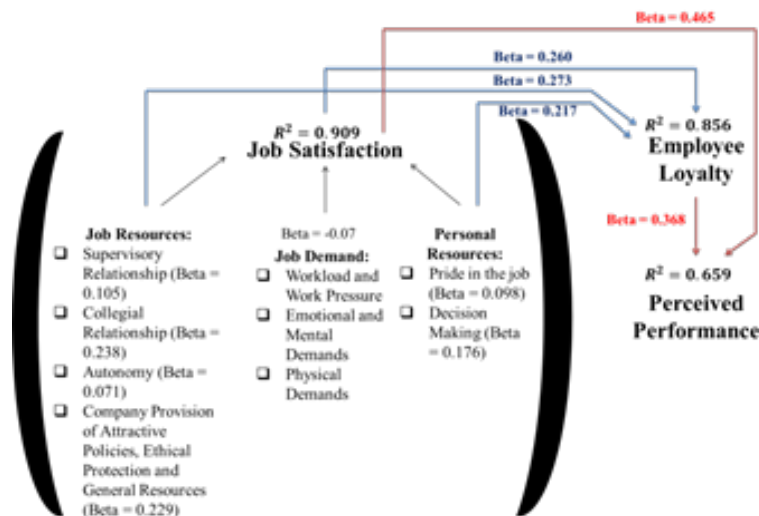 Beta = 0.465
Beta = 0.260
Beta = 0.273
Beta = 0.217
R² = 0.909
Job Satisfaction
R² = 0.856
Employee
Loyalty
Beta = 0.368
R² = 0.659
Perceived
Performance
Job Resources:
❑ Supervisory
Relationship (Beta =
0.105)
❑ Collegial
Relationship (Beta =
0.238)
❑ Autonomy (Beta =
0.071)
❑ Company Provision
of Attractive
Policies, Ethical
Protection and
General Resources
(Beta = 0.229)
Beta = -0.07
Job Demand:
❑ Workload and
Work Pressure
❑ Emotional and
Mental
Demands
❑ Physical
Demands
Personal
Resources:
❑ Pride in the job
(Beta = 0.098)
❑ Decision
Making (Beta
= 0.176)